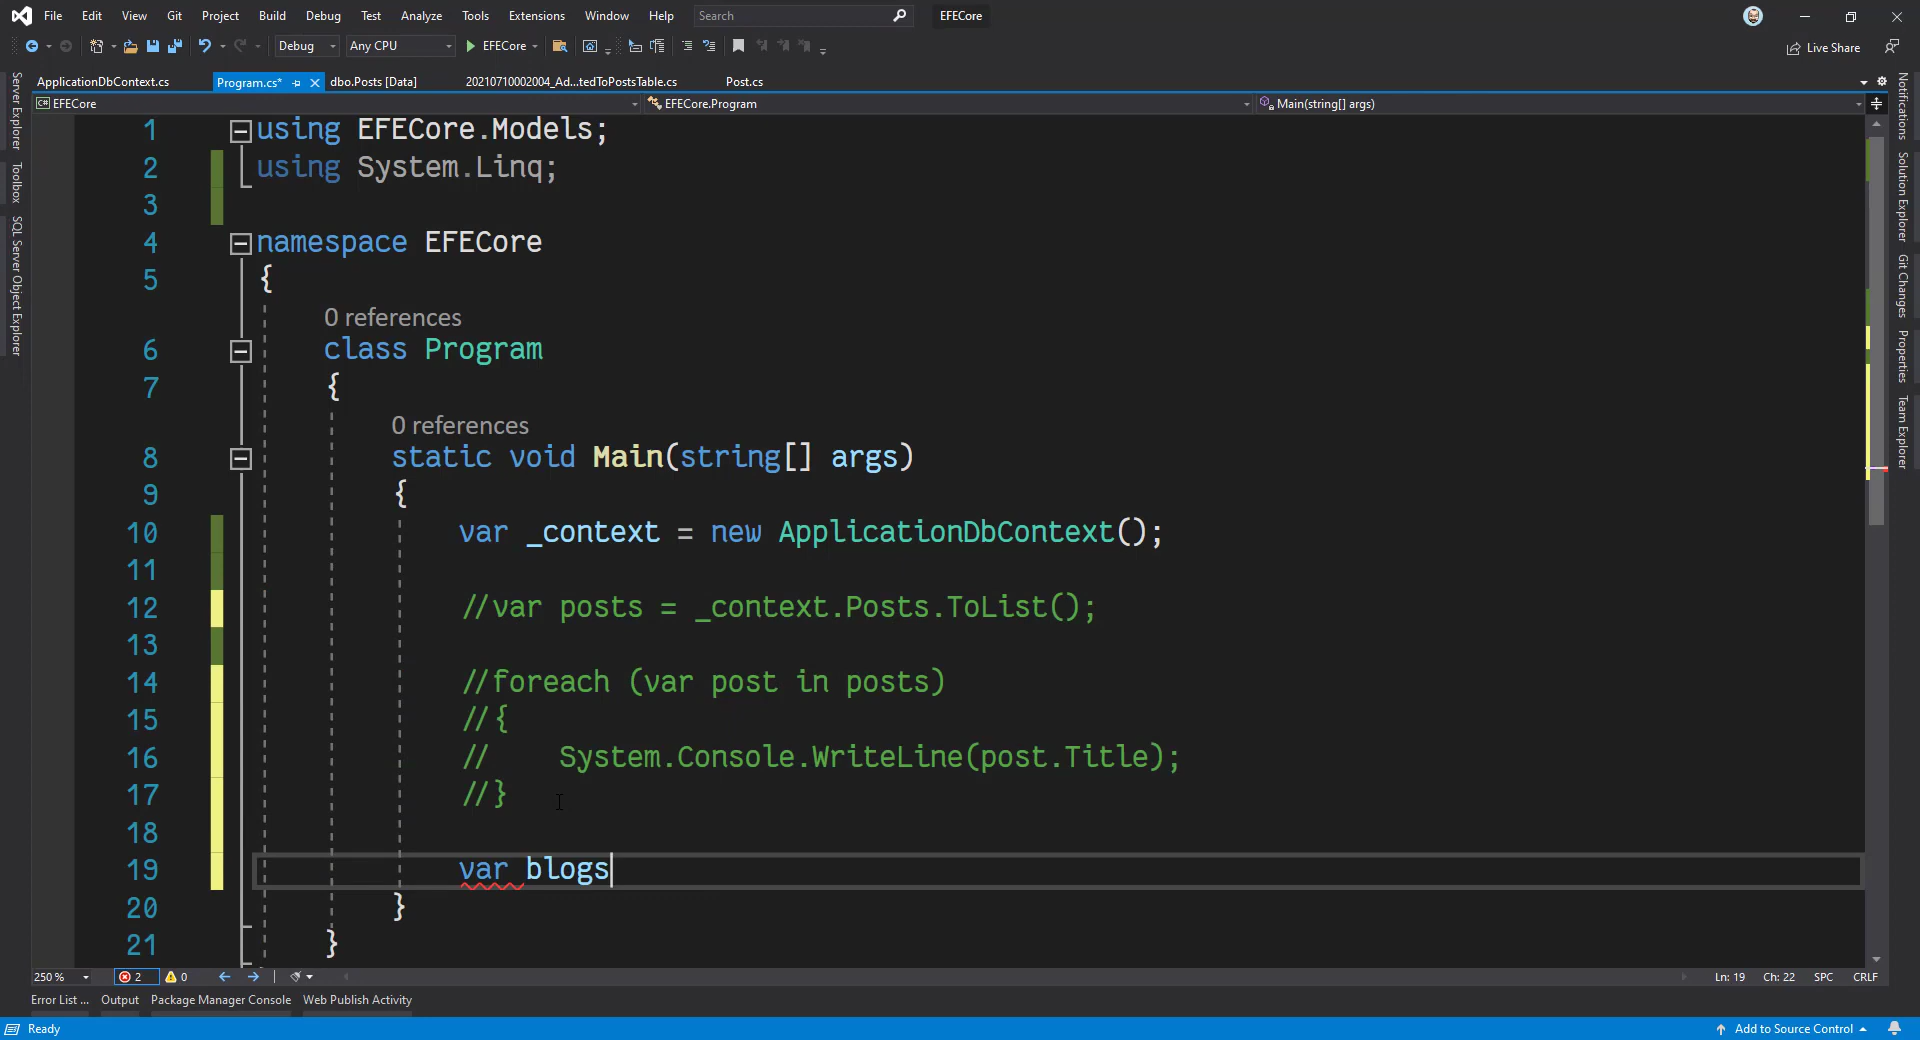 File Edit View Git Project Build Debug Test Analyze Tools Extensions Window Help Search EFECore
Debug Any CPU EFECore Live Share
ApplicationDbContext.cs Program.cs* dbo.Posts [Data] 20210710002004_Ad...tedToPostsTable.cs Post.cs
EFECore EFECore.Program Main(string[] args)
Server Explorer
Toolbox
SQL Server Object Explorer
1 using EFECore.Models;
2 using System.Linq;
3
4 namespace EFECore
5 {
0 references
6 class Program
7 {
0 references
8 static void Main(string[] args)
9 {
10 var _context = new ApplicationDbContext();
11
12 //var posts = _context.Posts.ToList();
13
14 //foreach (var post in posts)
15 //{
16 // System.Console.WriteLine(post.Title);
17 //}
18
19 var blogs
20 }
21 }
Notifications
Solution Explorer
Git Changes
Properties
Team Explorer
250 % 2 0 Ln: 19 Ch: 22 SPC CRLF
Error List ... Output Package Manager Console Web Publish Activity
Ready Add to Source Control